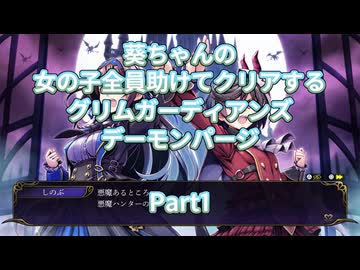 葵ちゃんの
女の子全員助けてクリアする
グリムガーディアンズ
デーモンパージ
しのぶ
悪魔あるところ
悪魔ハンターの
Part1